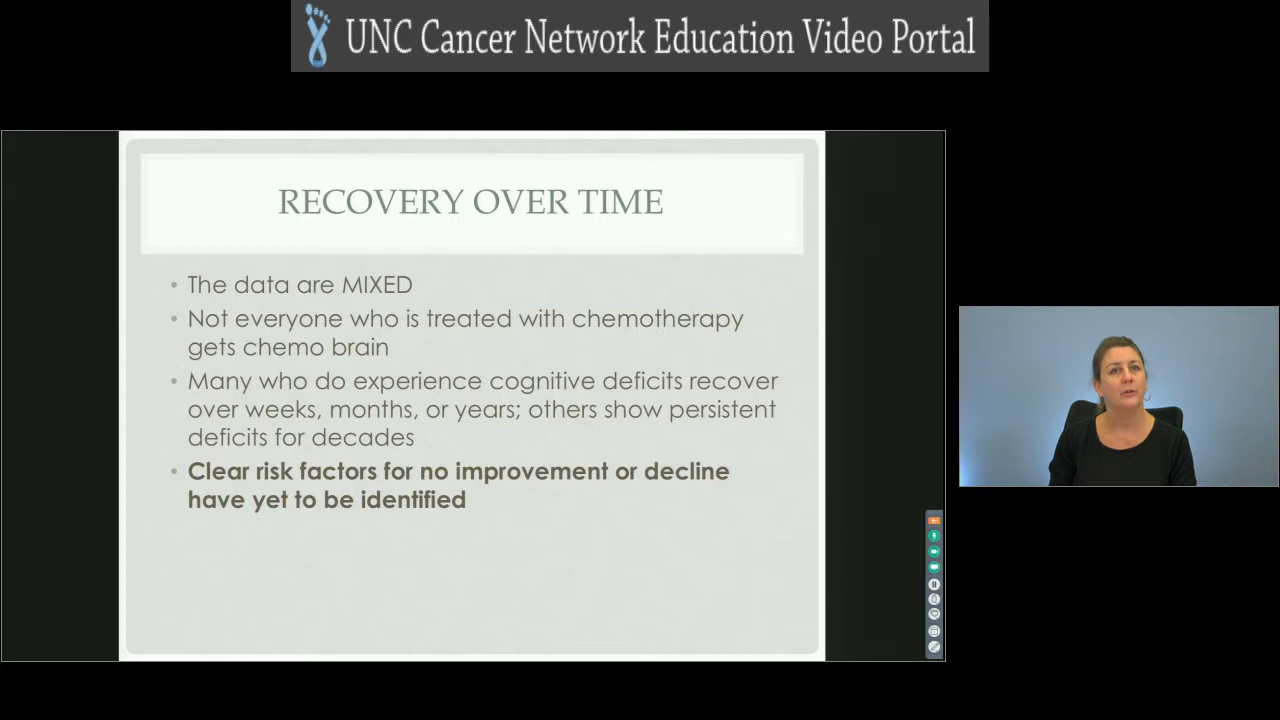 UNC Cancer Network Education Video Portal
RECOVERY OVER TIME
• The data are MIXED
• Not everyone who is treated with chemotherapy
gets chemo brain
• Many who do experience cognitive deficits recover
over weeks, months, or years; others show persistent
deficits for decades
• Clear risk factors for no improvement or decline
have yet to be identified